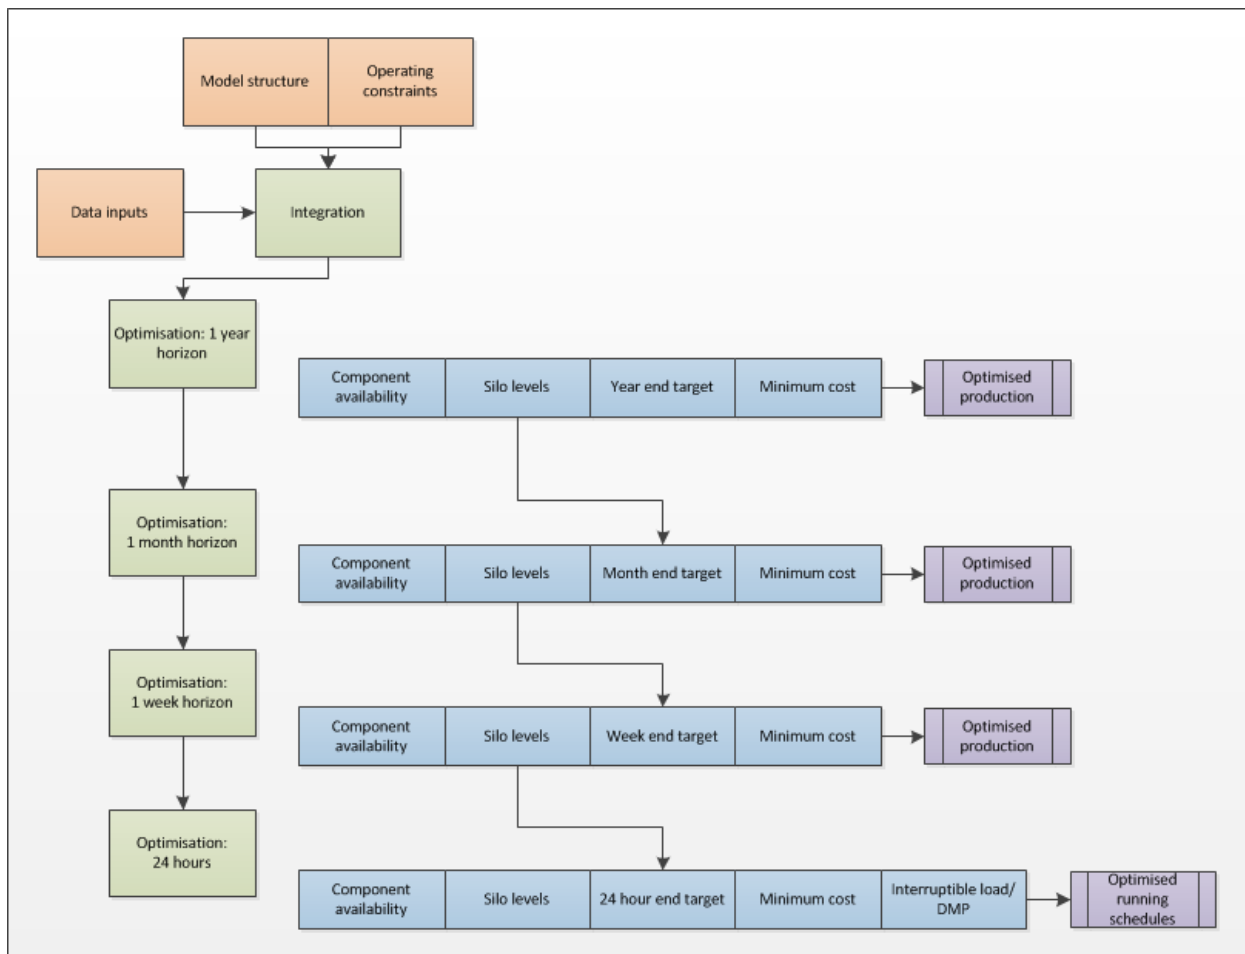 Model structure
Operating
constraints
Data inputs
Integration
Optimisation: 1 year
horizon
Component
availability
Silo levels
Year end target
Minimum cost
Optimised
production
Optimisation:
1 month horizon
Component
availability
Silo levels
Month end target
Minimum cost
Optimised
production
Optimisation:
1 week horizon
Component
availability
Silo levels
Week end target
Minimum cost
Optimised
production
Optimisation:
24 hours
Component
availability
Silo levels
24 hour end target
Minimum cost
Interruptible load/
DMP
Optimised
running
schedules